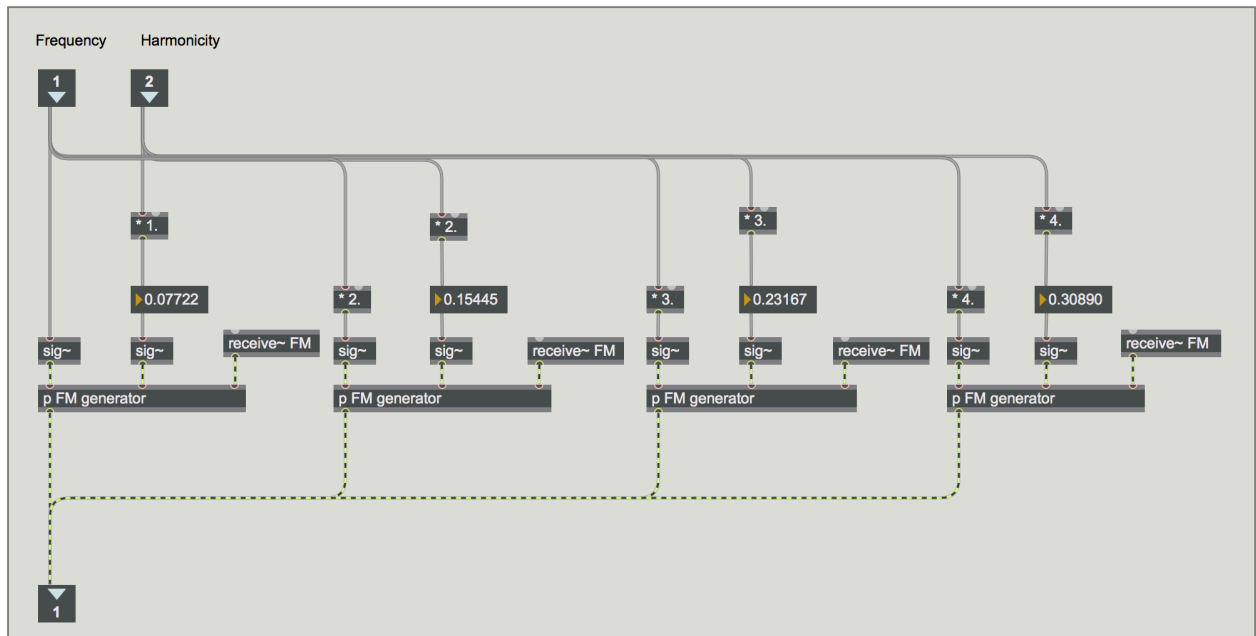 Frequency
Harmonicity
1
2
* 1.
* 2.
* 3.
* 4.
0.07722
* 2.
0.15445
* 3.
0.23167
* 4.
0.30890
sig~
sig~
receive~ FM
sig~
sig~
receive~ FM
sig~
sig~
receive~ FM
sig~
sig~
receive~ FM
p FM generator
p FM generator
p FM generator
p FM generator
1